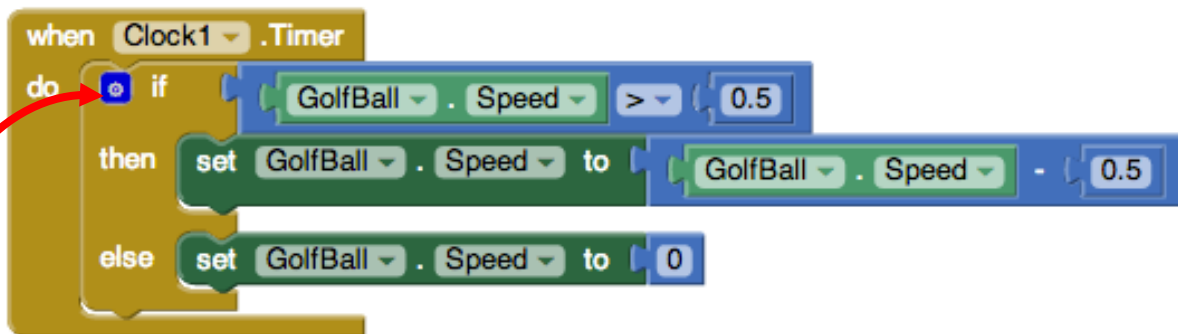 when Clock1 .Timer
do if GolfBall . Speed > 0.5
then set GolfBall . Speed to GolfBall . Speed - 0.5
else set GolfBall . Speed to 0